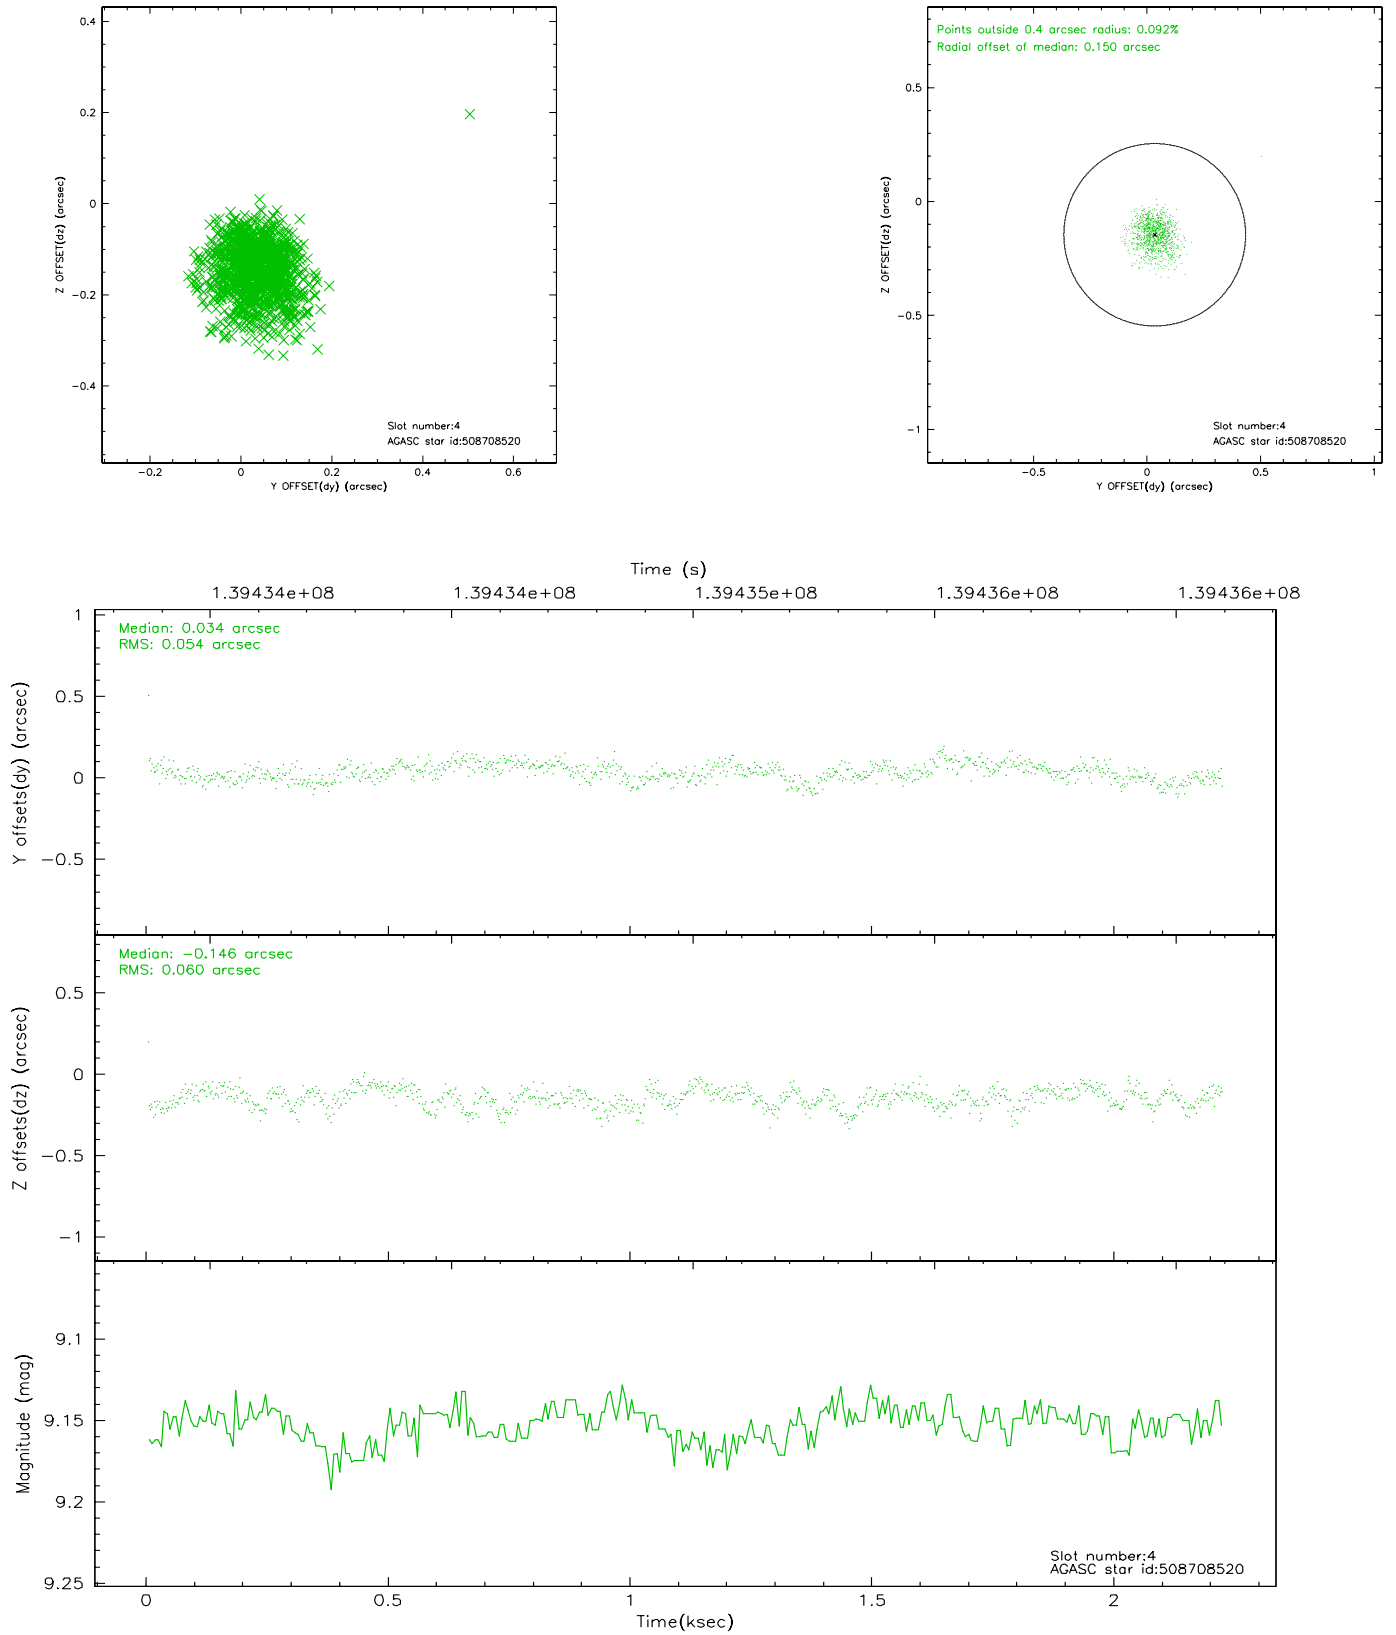 0.4
0.2
0
−0.2
−0.4
Z OFFSET(dz) (arcsec)
Slot number:4
AGASC star id:508708520
−0.2
0
0.2
0.4
0.6
Y OFFSET(dy) (arcsec)
Points outside 0.4 arcsec radius: 0.092%
Radial offset of median: 0.150 arcsec
0.5
0
−0.5
−1
Z OFFSET(dz) (arcsec)
Slot number:4
AGASC star id:508708520
−0.5
0
0.5
1
Y OFFSET(dy) (arcsec)
Time (s)
1.39434e+08
1.39434e+08
1.39435e+08
1.39436e+08
1.39436e+08
Median: 0.034 arcsec
RMS: 0.054 arcsec
1
0.5
0
−0.5
Y offsets(dy) (arcsec)
Median: −0.146 arcsec
RMS: 0.060 arcsec
0.5
0
−0.5
−1
Z offsets(dz) (arcsec)
9.1
9.15
9.2
9.25
Magnitude (mag)
Slot number:4
AGASC star id:508708520
0
0.5
1
1.5
2
Time(ksec)